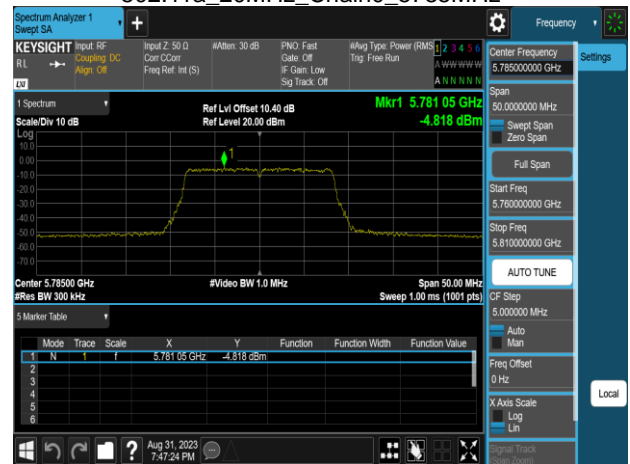 802.11a_20MHz_Chain0_5785MHz
Spectrum Analyzer 1
Swept SA
Frequency
KEYSIGHT
RL
Input: RF
Coupling: DC
Align: Off
Input Z: 50 Ω
Corr CCorr
Freq Ref: Int (S)
#Atten: 30 dB
PNO: Fast
Gate: Off
IF Gain: Low
Sig Track: Off
#Avg Type: Power (RMS
Trig: Free Run
1 2 3 4 5 6
A W W W W W
A N N N N N
LXI
1 Spectrum
Scale/Div 10 dB
Ref Lvl Offset 10.40 dB
Ref Level 20.00 dBm
Mkr1 5.781 05 GHz
-4.818 dBm
Log
10.0
0.00
-10.0
-20.0
-30.0
-40.0
-50.0
-60.0
-70.0
1
Center 5.78500 GHz
#Res BW 300 kHz
#Video BW 1.0 MHz
Span 50.00 MHz
Sweep 1.00 ms (1001 pts)
5 Marker Table
Mode Trace Scale X Y Function Function Width Function Value
1 N 1 f 5.781 05 GHz -4.818 dBm
2
3
4
5
6
Aug 31, 2023
7:47:24 PM
Center Frequency
5.785000000 GHz
Settings
Span
50.0000000 MHz
Swept Span
Zero Span
Full Span
Start Freq
5.760000000 GHz
Stop Freq
5.810000000 GHz
AUTO TUNE
CF Step
5.000000 MHz
Auto
Man
Freq Offset
0 Hz
X Axis Scale
Log
Lin
Local
Signal Track
(Span Zoom)